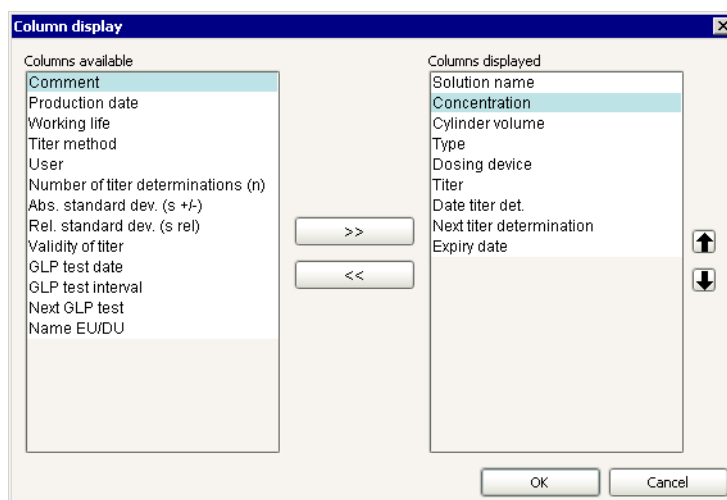 Column display
Columns available
Comment
Production date
Working life
Titer method
User
Number of titer determinations (n)
Abs. standard dev. (s +/-)
Rel. standard dev. (s rel)
Validity of titer
GLP test date
GLP test interval
Next GLP test
Name EU/DU
>>
<<
Columns displayed
Solution name
Concentration
Cylinder volume
Type
Dosing device
Titer
Date titer det.
Next titer determination
Expiry date
OK
Cancel